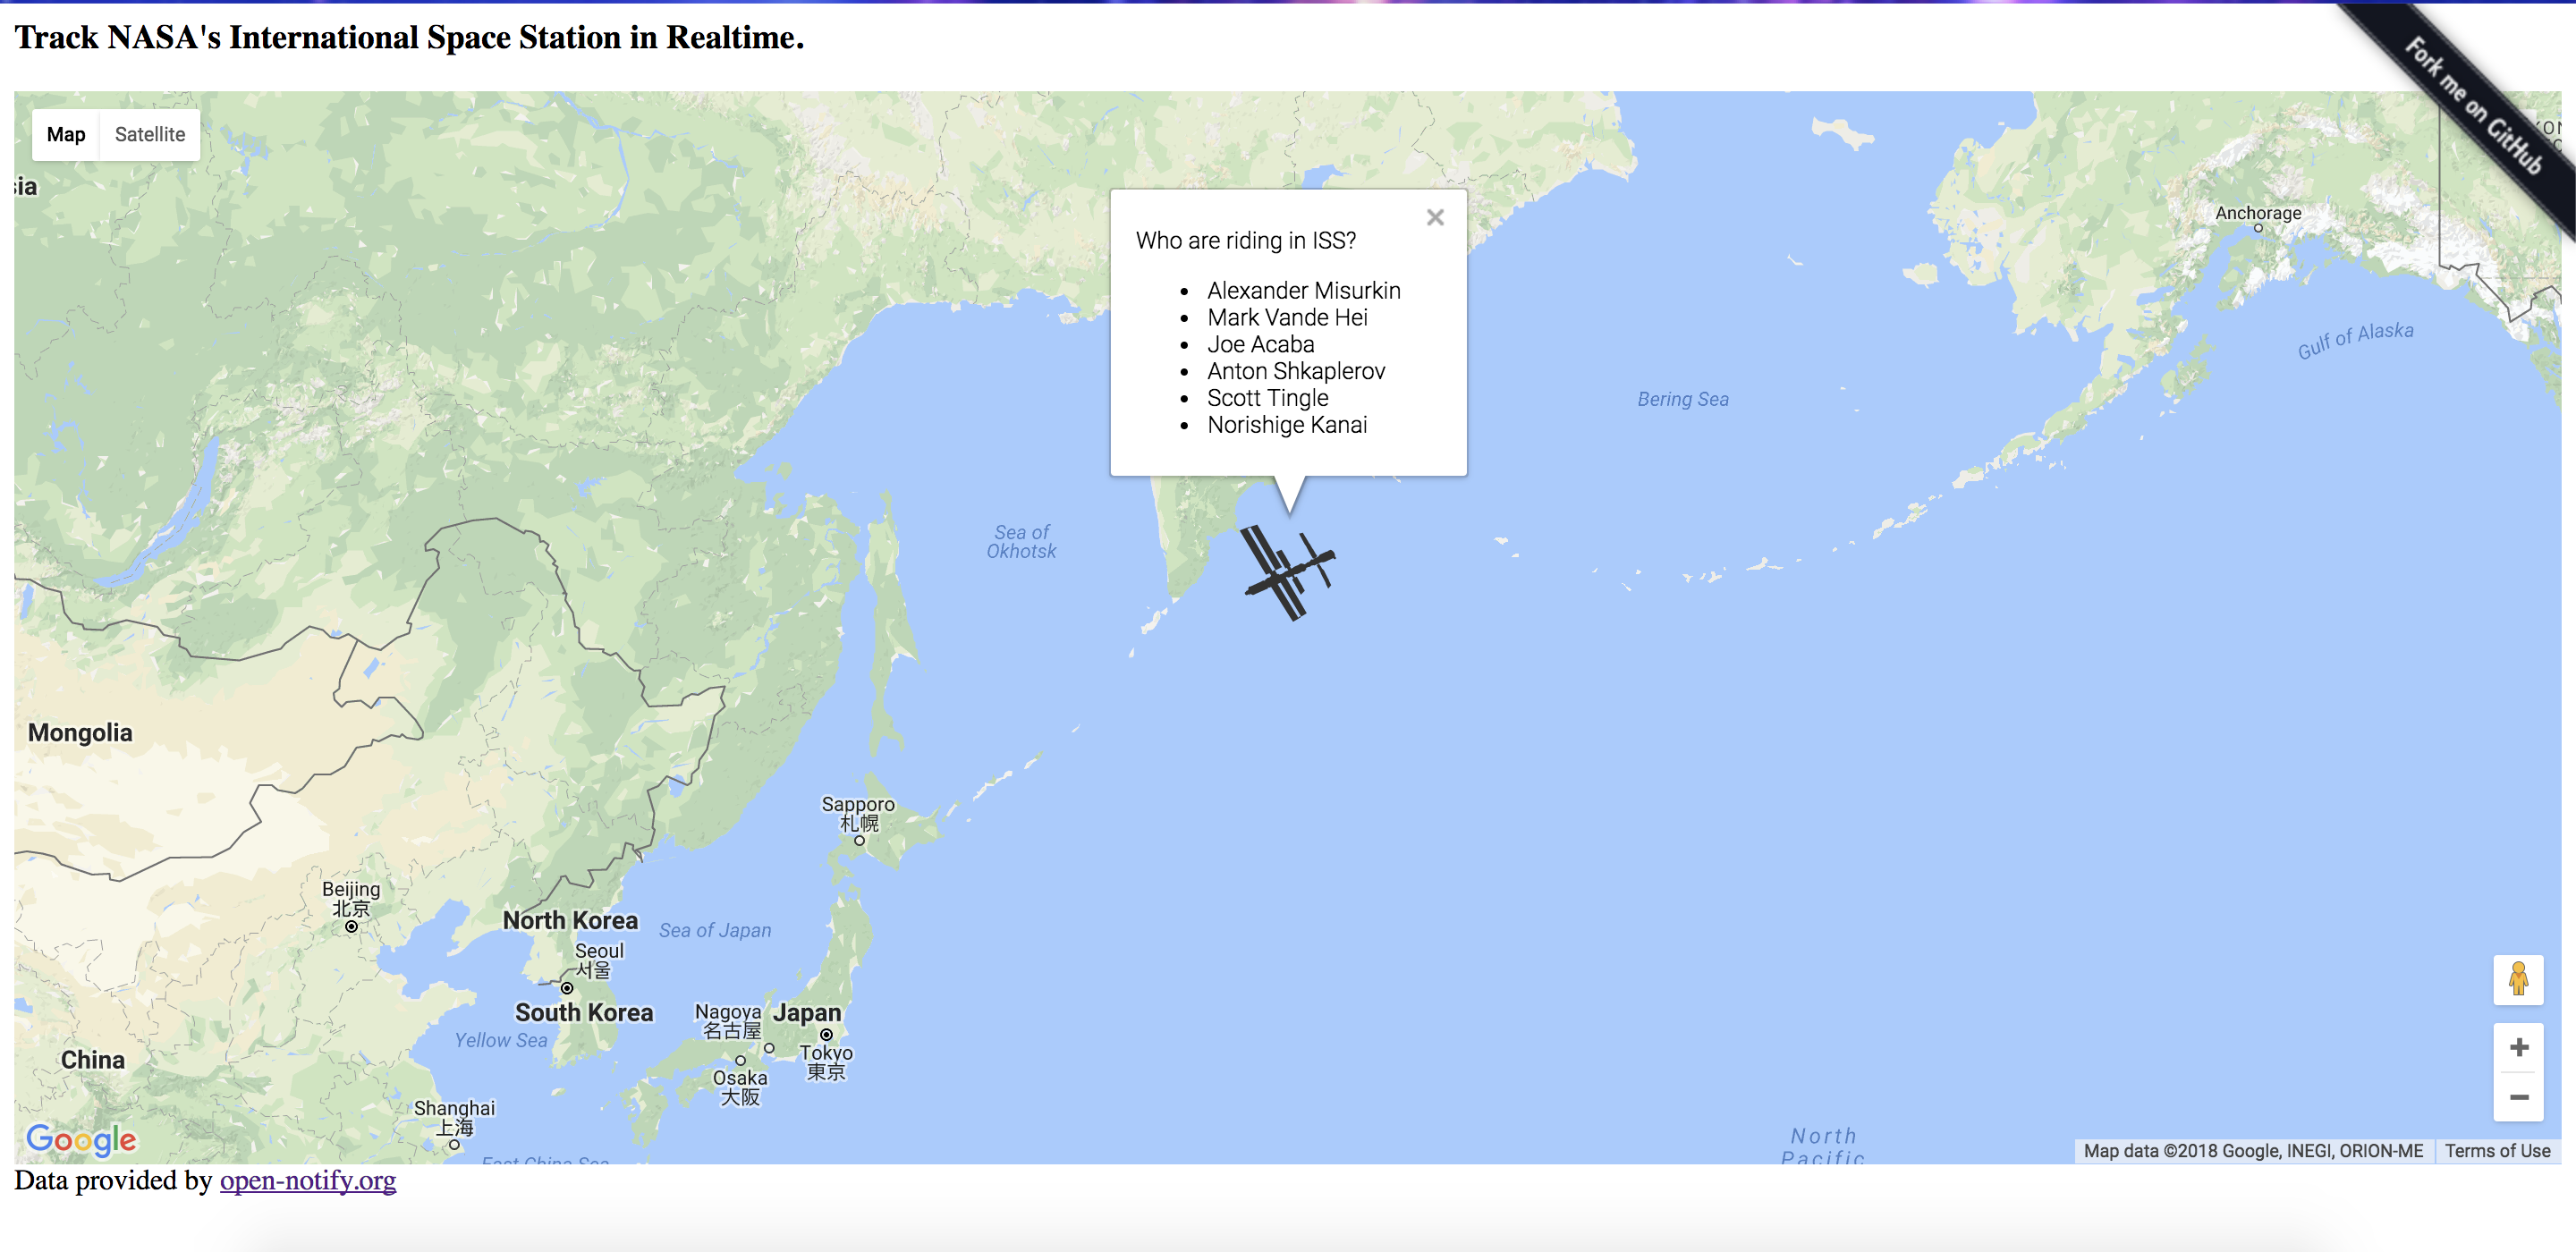 Track NASA's International Space Station in Realtime.
Fork me on GitHub
Map
Satellite
Anchorage
Gulf of Alaska
Who are riding in ISS?
Alexander Misurkin
Mark Vande Hei
Joe Acaba
Anton Shkaplerov
Scott Tingle
Norishige Kanai
Bering Sea
Sea of
Okhotsk
Mongolia
Sapporo
札幌
Beijing
北京
North Korea
Sea of Japan
Seoul
서울
South Korea
Nagoya
名古屋
Japan
Yellow Sea
Tokyo
東京
China
Osaka
大阪
Shanghai
上海
East China Sea
North
Pacific
Google
Map data ©2018 Google, INEGI, ORION-ME
Terms of Use
Data provided by open-notify.org